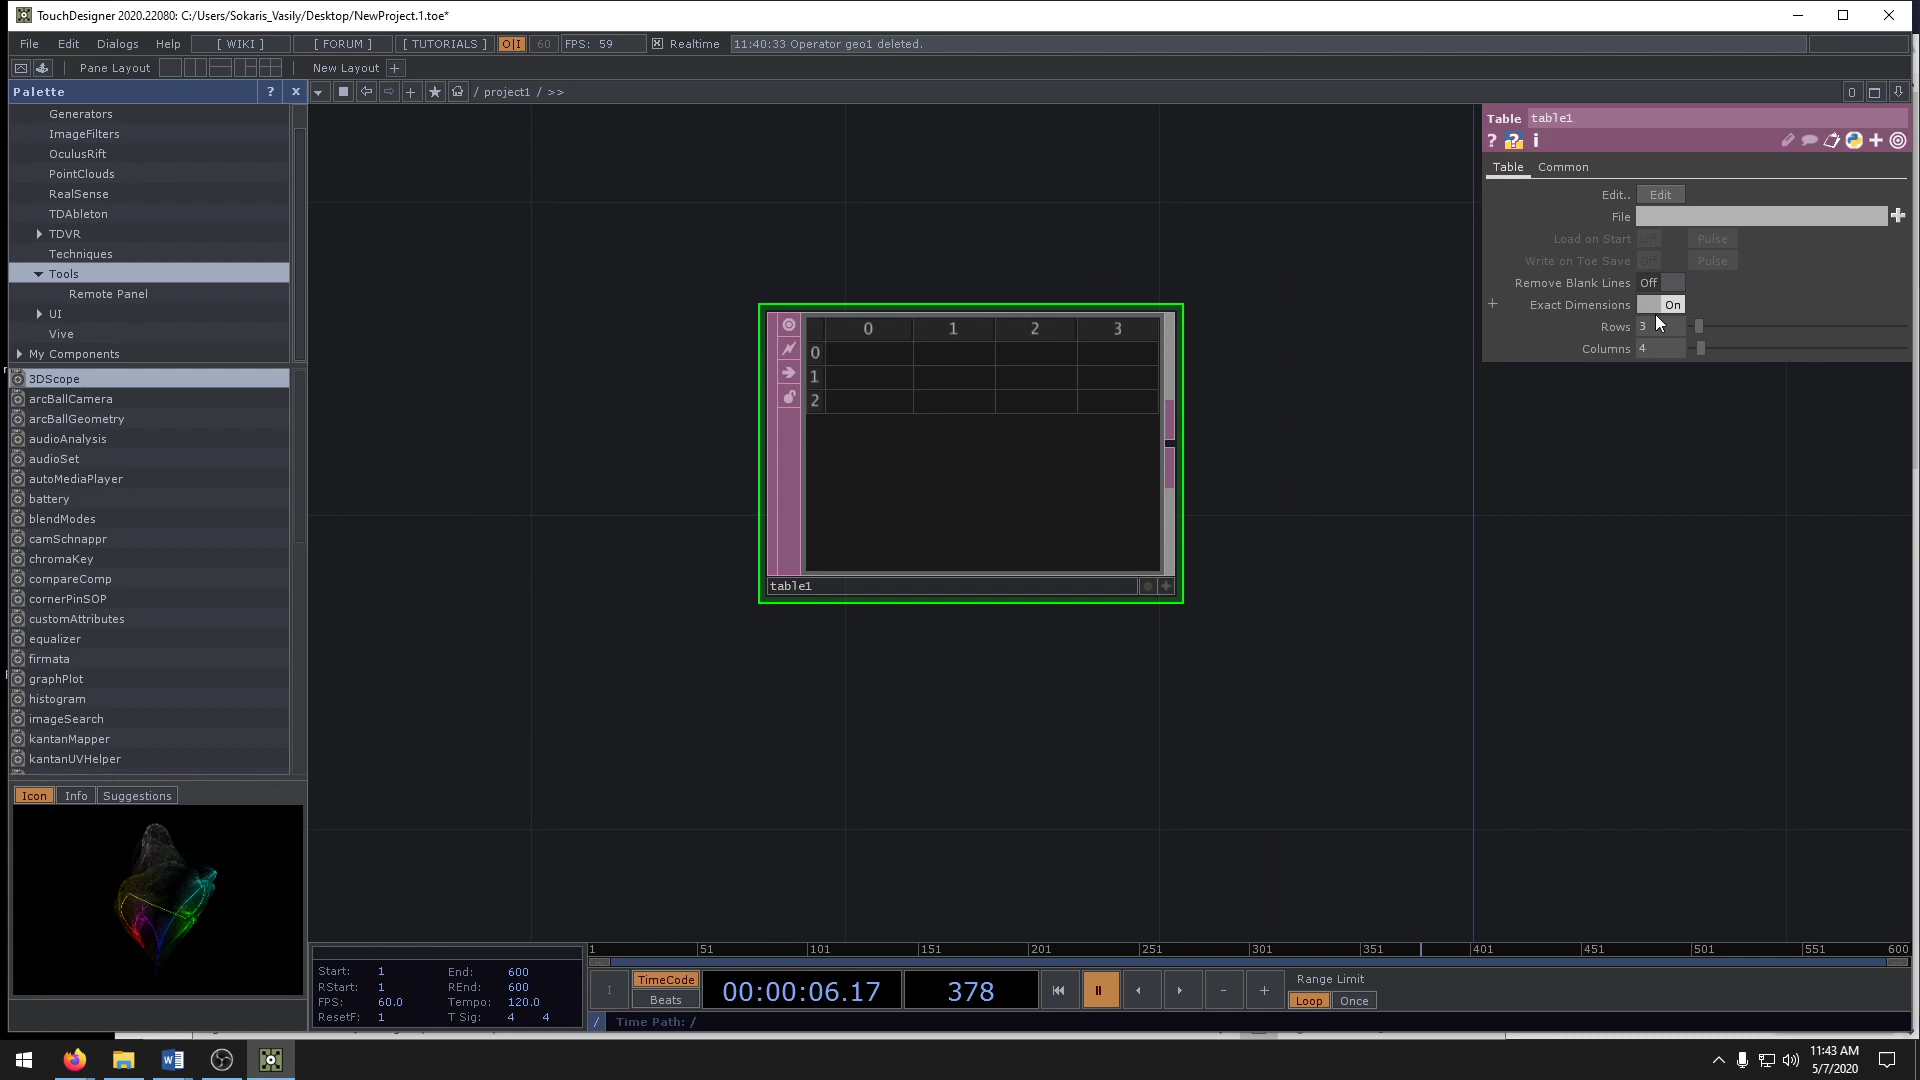 TouchDesigner 2020.22080: C:/Users/Sokaris_Vasily/Desktop/NewProject.1.toe*
File Edit Dialogs Help [ WIKI ] [ FORUM ] [ TUTORIALS ] O|I 60 FPS: 59 Realtime 11:40:33 Operator geo1 deleted.
Pane Layout New Layout +
Palette ? x / project1 / >> 0
Generators
ImageFilters
OculusRift
PointClouds
RealSense
TDAbleton
TDVR
Techniques
Tools
Remote Panel
UI
Vive
My Components
3DScope
arcBallCamera
arcBallGeometry
audioAnalysis
audioSet
autoMediaPlayer
battery
blendModes
camSchnappr
chromaKey
compareComp
cornerPinSOP
customAttributes
equalizer
firmata
graphPlot
histogram
imageSearch
kantanMapper
kantanUVHelper
Icon Info Suggestions
0 1 2 3
0
1
2
table1
Table table1
? ? i
Table Common
Edit.. Edit
File
Load on Start On Pulse
Write on Toe Save Off Pulse
Remove Blank Lines Off
Exact Dimensions On
Rows 3
Columns 4
1 51 101 151 201 251 301 351 401 451 501 551 600
Start: 1 End: 600
RStart: 1 REnd: 600
FPS: 60.0 Tempo: 120.0
ResetF: 1 T Sig: 4 4
I TimeCode 00:00:06.17 378 - + Range Limit
Beats Loop Once
/ Time Path: /
11:43 AM
5/7/2020